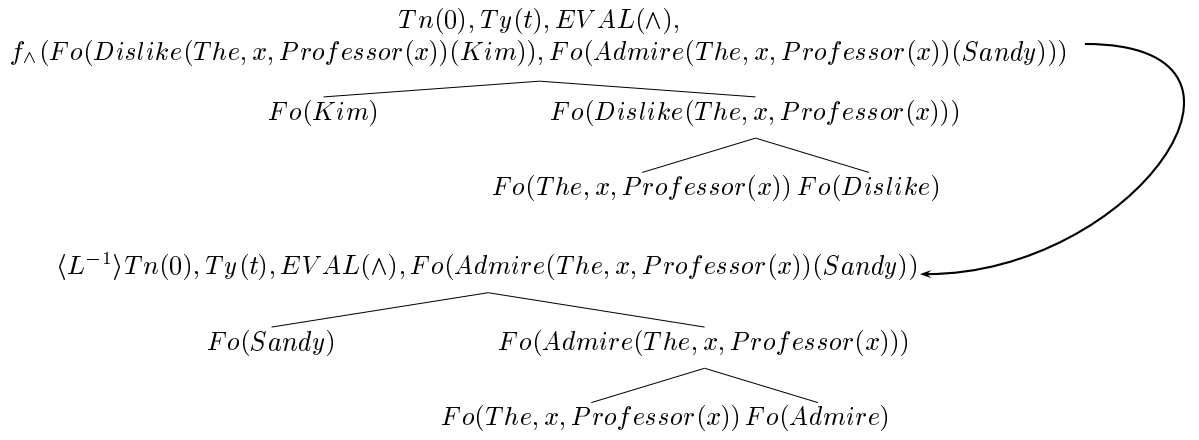 Tn(0), Ty(t), EVAL(∧),
f∧(Fo(Dislike(The, x, Professor(x))(Kim)), Fo(Admire(The, x, Professor(x))(Sandy)))
Fo(Kim) Fo(Dislike(The, x, Professor(x)))
Fo(The, x, Professor(x)) Fo(Dislike)
⟨L⁻¹⟩Tn(0), Ty(t), EVAL(∧), Fo(Admire(The, x, Professor(x))(Sandy))
Fo(Sandy) Fo(Admire(The, x, Professor(x)))
Fo(The, x, Professor(x)) Fo(Admire)